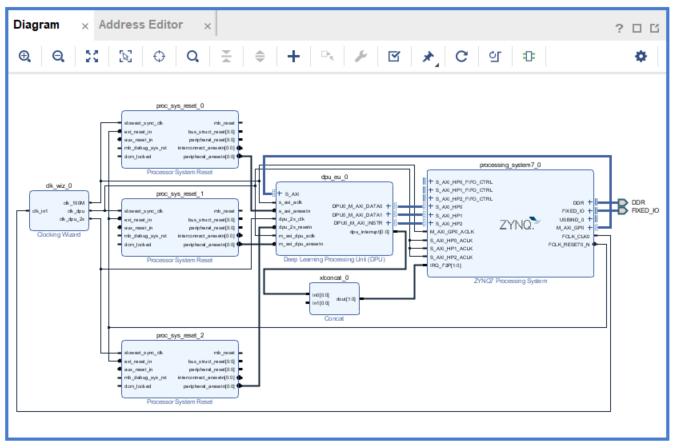 Diagram × Address Editor ×
? □
proc_sys_reset_0
slowest_sync_clk mb_reset
ext_reset_in bus_struct_reset[0:0]
aux_reset_in peripheral_reset[0:0]
mb_debug_sys_rst interconnect_aresetn[0:0]
dcm_locked peripheral_aresetn[0:0]
Processor System Reset
clk_wiz_0
clk_in1
clk_100M
clk_dpu
clk_dpu_2x
Clocking Wizard
proc_sys_reset_1
slowest_sync_clk mb_reset
ext_reset_in bus_struct_reset[0:0]
aux_reset_in peripheral_reset[0:0]
mb_debug_sys_rst interconnect_aresetn[0:0]
dcm_locked peripheral_aresetn[0:0]
Processor System Reset
dpu_eu_0
S_AXI
s_axi_aclk
s_axi_aresetn
dpu_2x_clk
dpu_2x_resetn
m_axi_dpu_aclk
m_axi_dpu_aresetn
DPU0_M_AXI_DATA0
DPU0_M_AXI_DATA1
DPU0_M_AXI_INSTR
dpu_interrupt[0:0]
Deep Learning Processing Unit (DPU)
processing_system7_0
S_AXI_HP0_FIFO_CTRL
S_AXI_HP1_FIFO_CTRL
S_AXI_HP2_FIFO_CTRL
S_AXI_HP0
S_AXI_HP1
S_AXI_HP2
M_AXI_GP0_ACLK
S_AXI_HP0_ACLK
S_AXI_HP1_ACLK
S_AXI_HP2_ACLK
IRQ_F2P[1:0]
ZYNQ
DDR
FIXED_IO
USBIND_0
M_AXI_GP0
FCLK_CLK0
FCLK_RESET0_N
ZYNQ7 Processing System
DDR
FIXED_IO
xlconcat_0
In0[0:0]
In1[0:0]
dout[1:0]
Concat
proc_sys_reset_2
slowest_sync_clk mb_reset
ext_reset_in bus_struct_reset[0:0]
aux_reset_in peripheral_reset[0:0]
mb_debug_sys_rst interconnect_aresetn[0:0]
dcm_locked peripheral_aresetn[0:0]
Processor System Reset